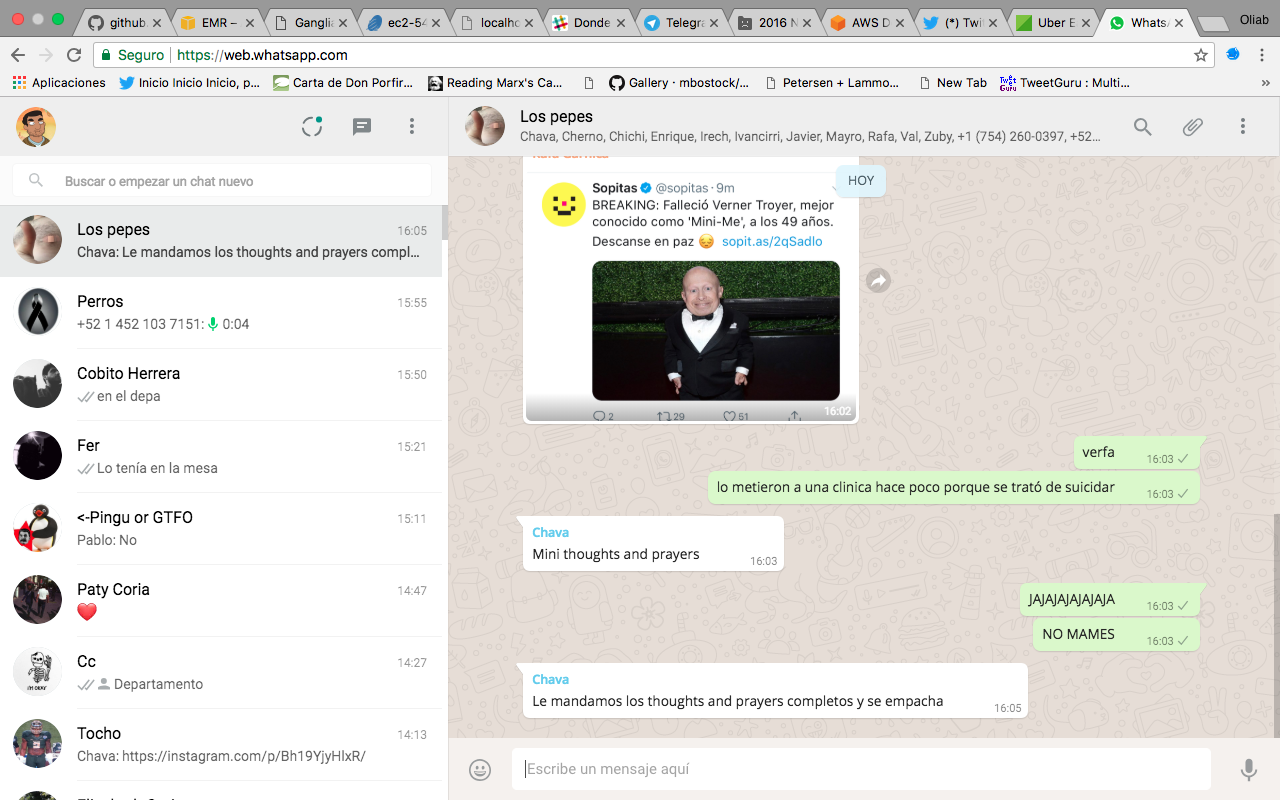 github.
EMR –
Ganglia
ec2-54
localho
Donde
Telegra
2016 N
AWS D
(*) Twi
Uber E
Whats
Oliab
Seguro https://web.whatsapp.com
Aplicaciones
Inicio Inicio Inicio, p...
Carta de Don Porfir...
Reading Marx's Ca...
Gallery · mbostock/...
Petersen + Lammo...
New Tab
TweetGuru : Multi...
»
Buscar o empezar un chat nuevo
Los pepes 16:05
Chava: Le mandamos los thoughts and prayers compl...
Perros 15:55
+52 1 452 103 7151: 0:04
Cobito Herrera 15:50
en el depa
Fer 15:21
Lo tenía en la mesa
<-Pingu or GTFO 15:11
Pablo: No
Paty Coria 14:47
Cc 14:27
Departamento
I'M OKAY
Tocho 14:13
Chava: https://instagram.com/p/Bh19YjyHlxR/
Los pepes
Chava, Cherno, Chichi, Enrique, Irech, Ivancirri, Javier, Mayro, Rafa, Val, Zuby, +1 (754) 260-0397, +52...
HOY
Sopitas @sopitas · 9m
BREAKING: Falleció Verner Troyer, mejor
conocido como 'Mini-Me', a los 49 años.
Descanse en paz 😔 sopit.as/2qSadIo
2 29 51
16:02
verfa 16:03
lo metieron a una clinica hace poco porque se trató de suicidar 16:03
Chava
Mini thoughts and prayers 16:03
JAJAJAJAJAJAJA 16:03
NO MAMES 16:03
Chava
Le mandamos los thoughts and prayers completos y se empacha 16:05
Escribe un mensaje aquí